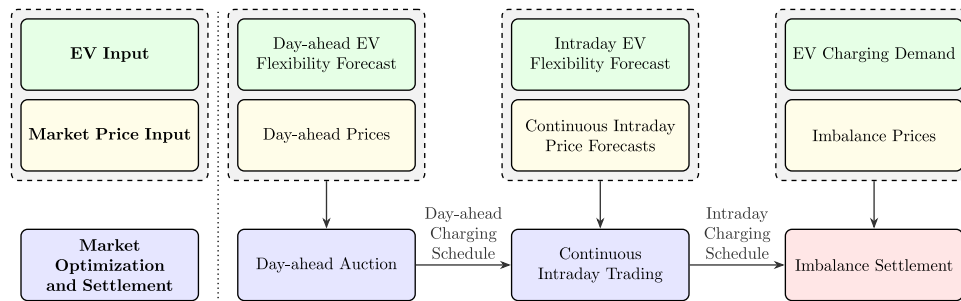 EV Input
Market Price Input
Market
Optimization
and Settlement
Day-ahead EV
Flexibility Forecast
Day-ahead Prices
Day-ahead Auction
Day-ahead
Charging
Schedule
Intraday EV
Flexibility Forecast
Continuous Intraday
Price Forecasts
Continuous
Intraday Trading
Intraday
Charging
Schedule
EV Charging Demand
Imbalance Prices
Imbalance Settlement